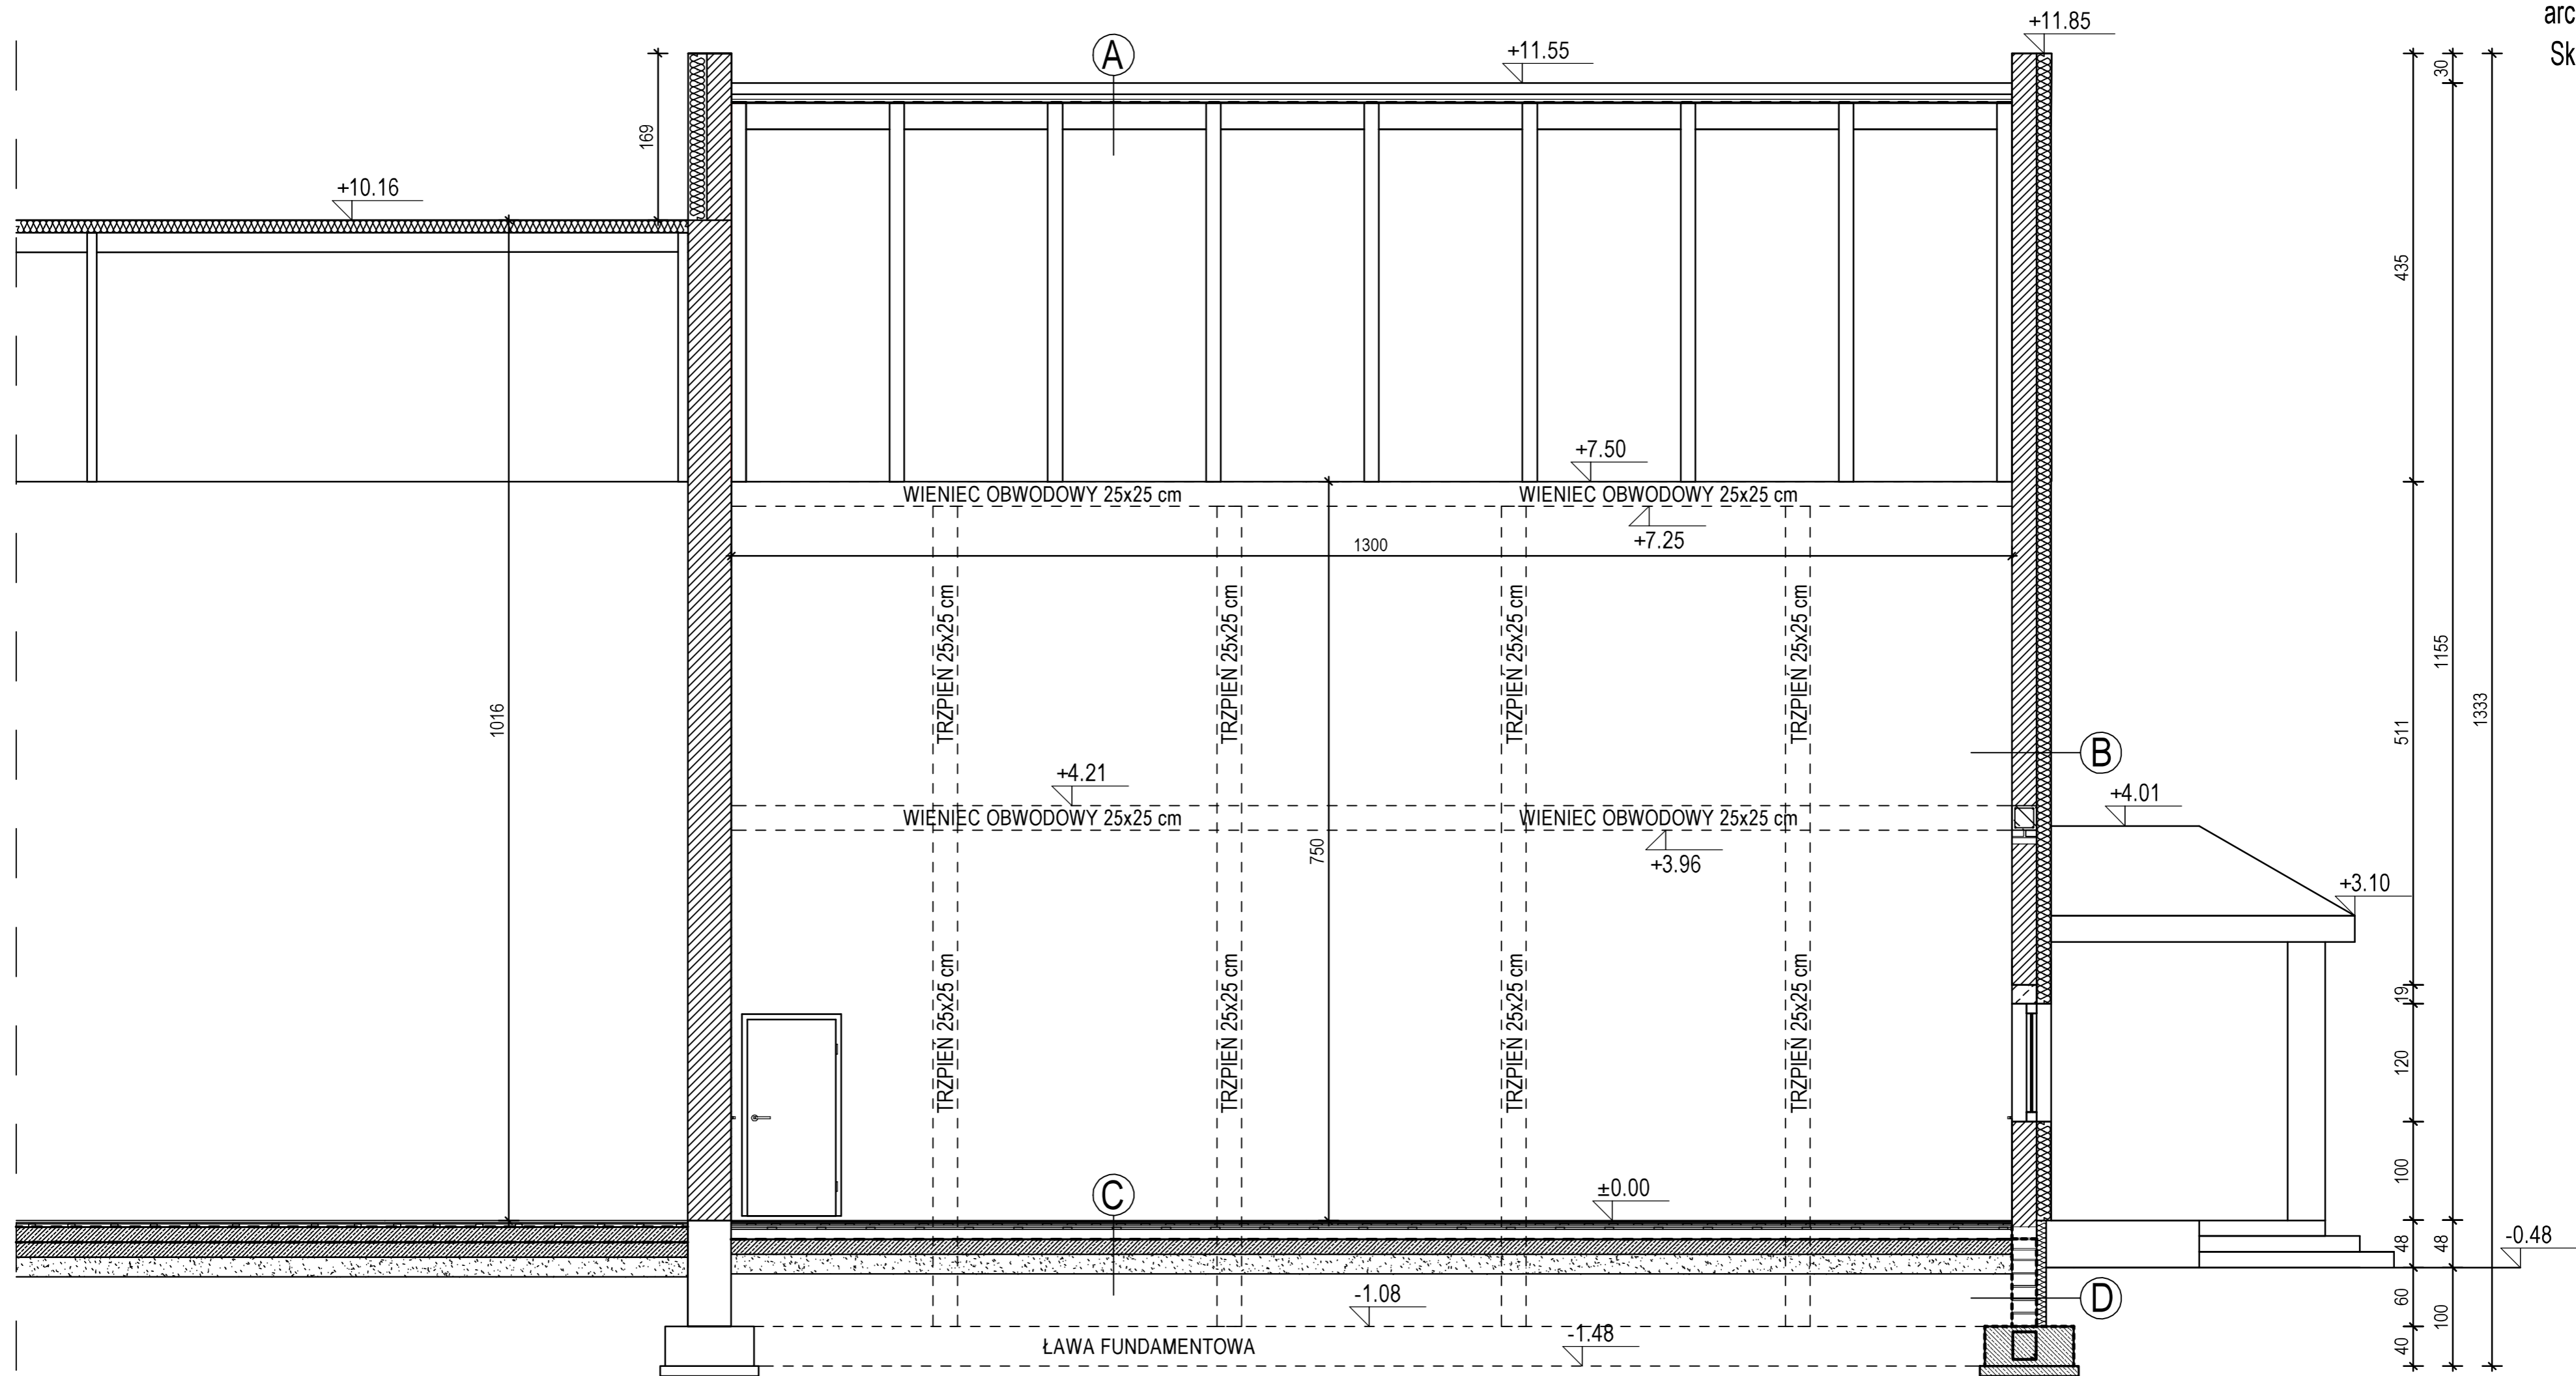 arc
Sk
+11.85
A
+11.55
30
169
+10.16
435
+7.50
WIENIEC OBWODOWY 25x25 cm
WIENIEC OBWODOWY 25x25 cm
+7.25
1300
TRZPIEŃ 25x25 cm
TRZPIEŃ 25x25 cm
TRZPIEŃ 25x25 cm
TRZPIEŃ 25x25 cm
1016
1155
1333
511
B
+4.21
+4.01
WIENIEC OBWODOWY 25x25 cm
WIENIEC OBWODOWY 25x25 cm
750
+3.96
+3.10
TRZPIEŃ 25x25 cm
TRZPIEŃ 25x25 cm
TRZPIEŃ 25x25 cm
TRZPIEŃ 25x25 cm
19
120
100
C
±0.00
48
48
-0.48
-1.08
D
60
100
ŁAWA FUNDAMENTOWA
-1.48
40